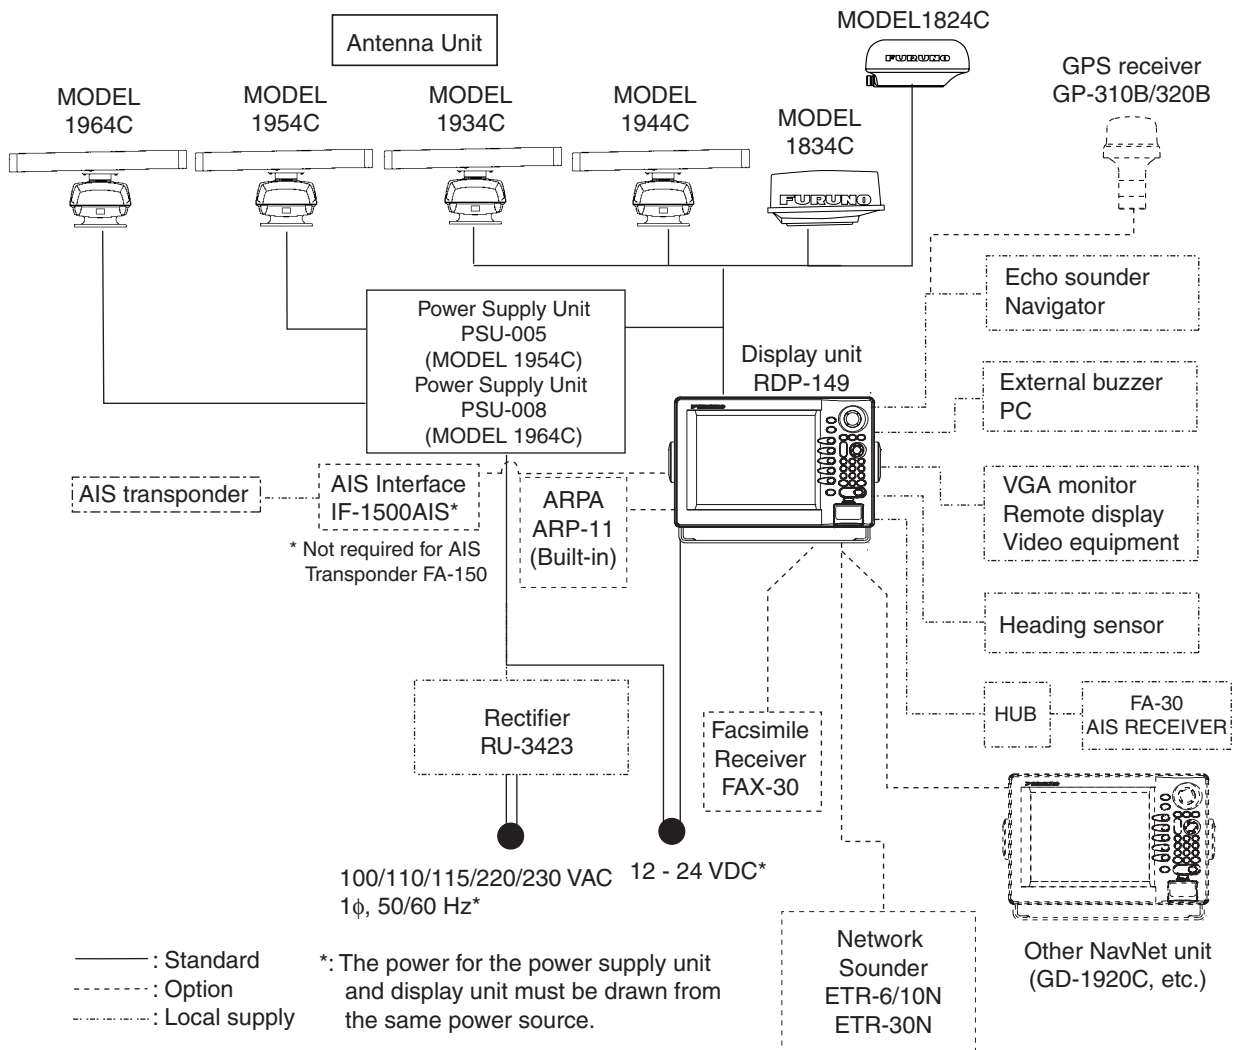 Antenna Unit
MODEL1824C
FURUNO
GPS receiver
GP-310B/320B
MODEL
1964C
MODEL
1954C
MODEL
1934C
MODEL
1944C
MODEL
1834C
FURUNO
Echo sounder
Navigator
Power Supply Unit
PSU-005
(MODEL 1954C)
Power Supply Unit
PSU-008
(MODEL 1964C)
Display unit
RDP-149
FURUNO
External buzzer
PC
AIS transponder
AIS Interface
IF-1500AIS*
* Not required for AIS
Transponder FA-150
ARPA
ARP-11
(Built-in)
VGA monitor
Remote display
Video equipment
Heading sensor
HUB
FA-30
AIS RECEIVER
Rectifier
RU-3423
Facsimile
Receiver
FAX-30
FURUNO
100/110/115/220/230 VAC
1ϕ, 50/60 Hz*
12 - 24 VDC*
Network
Sounder
ETR-6/10N
ETR-30N
Other NavNet unit
(GD-1920C, etc.)
: Standard
: Option
: Local supply
*: The power for the power supply unit
and display unit must be drawn from
the same power source.